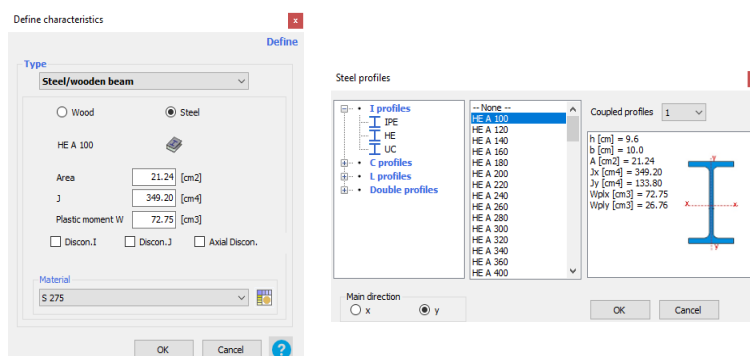 Define characteristics
x
Define
Type
Steel/wooden beam
Wood
Steel
HE A 100
Area
21.24
[cm2]
J
349.20
[cm4]
Plastic moment W
72.75
[cm3]
Discon.I
Discon.J
Axial Discon.
Material
S 275
OK
Cancel
?
Steel profiles
I profiles
IPE
HE
UC
C profiles
L profiles
Double profiles
-- None --
HE A 100
HE A 120
HE A 140
HE A 160
HE A 180
HE A 200
HE A 220
HE A 240
HE A 260
HE A 280
HE A 300
HE A 320
HE A 340
HE A 360
HE A 400
Coupled profiles
1
h [cm] = 9.6
b [cm] = 10.0
A [cm2] = 21.24
Jx [cm4] = 349.20
Jy [cm4] = 133.80
Wplx [cm3] = 72.75
Wply [cm3] = 26.76
y
x
x
y
Main direction
x
y
OK
Cancel